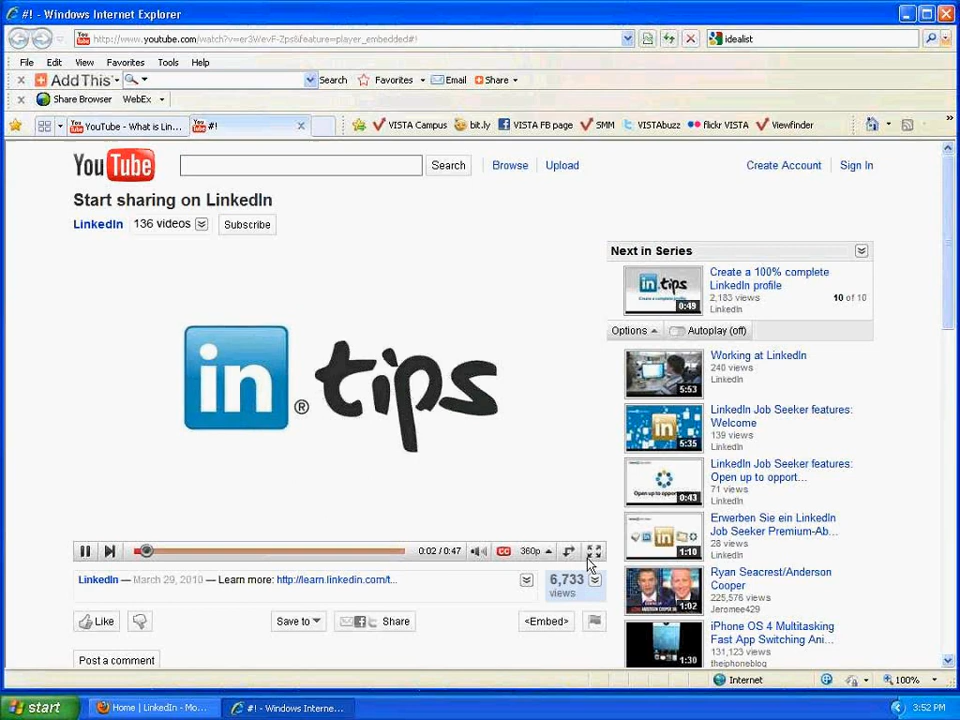 #! - Windows Internet Explorer
http://www.youtube.com/watch?v=er3WevF-Zps&feature=player_embedded#!
idealist
File Edit View Favorites Tools Help
AddThis Search Favorites Email Share
Share Browser WebEx
YouTube - What is Lin... #! VISTA Campus bit.ly VISTA FB page SMM VISTAbuzz flickr VISTA Viewfinder
YouTube Search Browse Upload Create Account Sign In
Start sharing on LinkedIn
LinkedIn 136 videos Subscribe
in® tips
0:02 / 0:47 CC 360p
LinkedIn — March 29, 2010 — Learn more: http://learn.linkedin.com/t...
6,733
views
Like Save to Share <Embed>
Post a comment
Next in Series
in tips
0:49
Create a 100% complete
LinkedIn profile
2,183 views
LinkedIn
10 of 10
Options Autoplay (off)
5:53
Working at LinkedIn
240 views
LinkedIn
in
5:35
LinkedIn Job Seeker features:
Welcome
139 views
LinkedIn
Open up to opport
0:43
LinkedIn Job Seeker features:
Open up to opport...
71 views
LinkedIn
in
1:10
Erwerben Sie ein LinkedIn
Job Seeker Premium-Ab...
28 views
LinkedIn
1:02
Ryan Seacrest/Anderson
Cooper
225,576 views
Jeromee429
1:30
iPhone OS 4 Multitasking
Fast App Switching Ani...
131,123 views
theiphoneblog
Internet 100%
start Home | LinkedIn - Mo... #! - Windows Interne... 3:52 PM